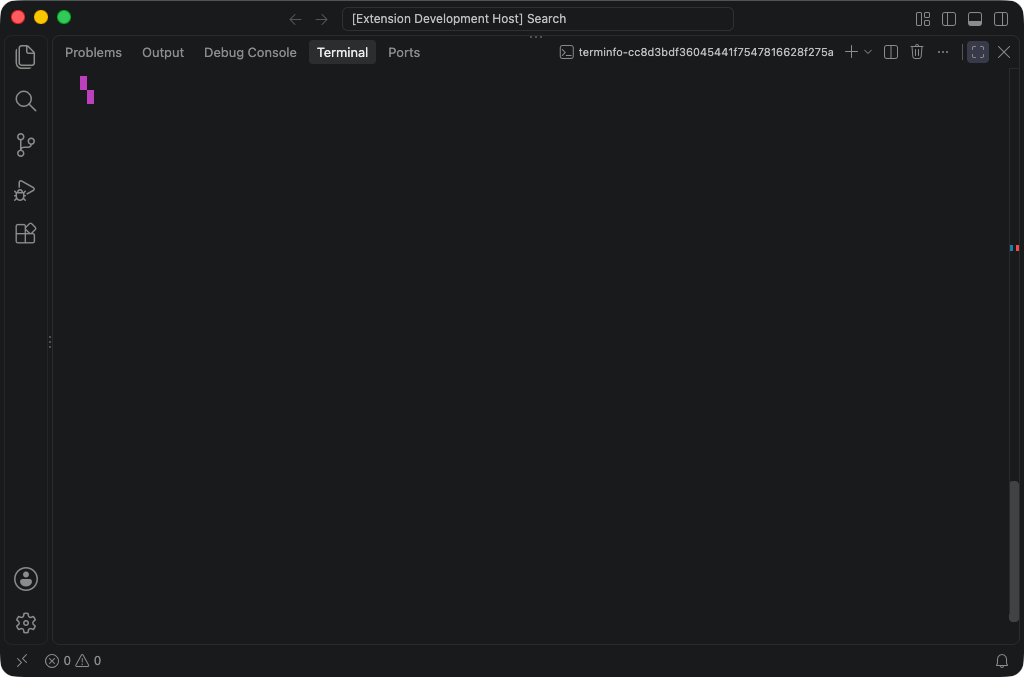 [Extension Development Host] Search
Problems Output Debug Console Terminal Ports terminfo-cc8d3bdf36045441f7547816628f275a
0 0